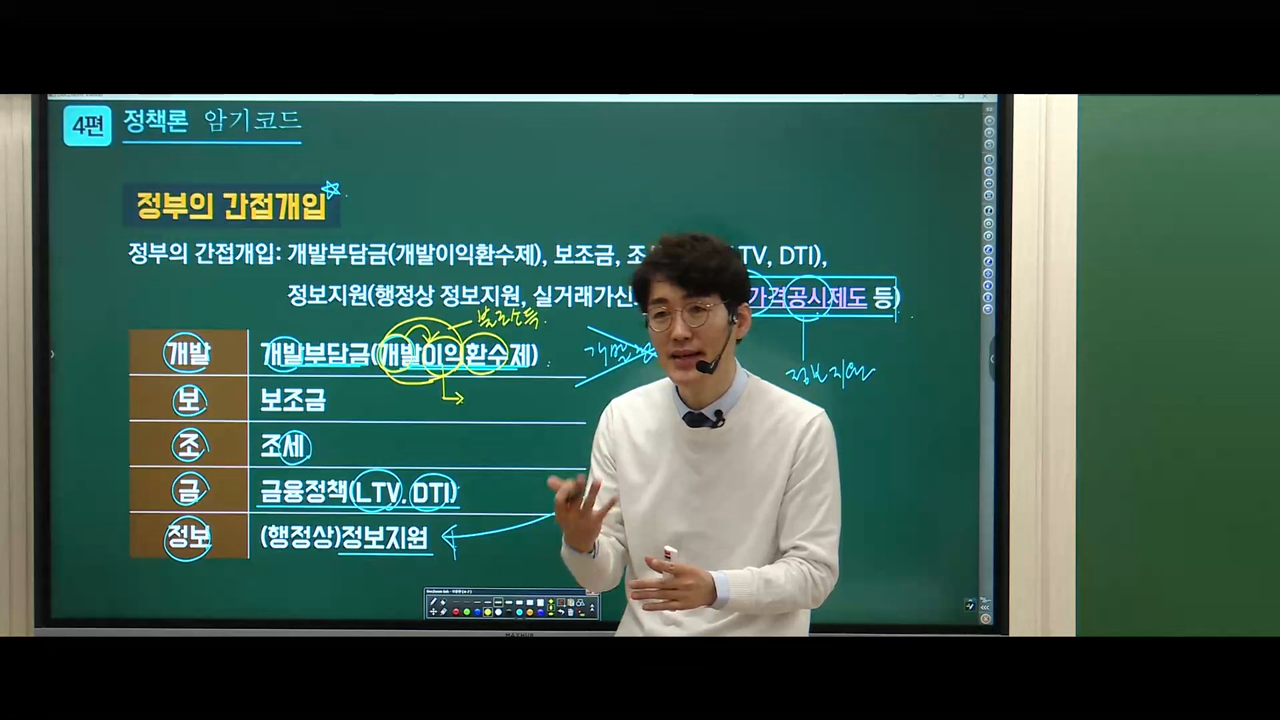 4편 정책론 암기코드
정부의 간접개입
정부의 간접개입: 개발부담금(개발이익환수제), 보조금, 조 TV, DTI),
정보지원(행정상 정보지원, 실거래가신 가격공시제도 등)
불로소득
개발 개발부담금(개발이익환수제)
정보지원
보 보조금
조 조세
금 금융정책(LTV, DTI)
정보 (행정상)정보지원